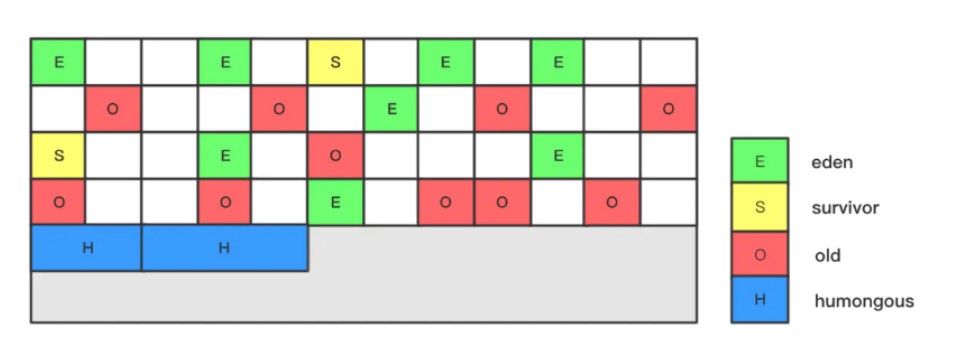 E E S E E
O O E O O
S E O E
O O E O O O
H H
E eden
S survivor
O old
H humongous